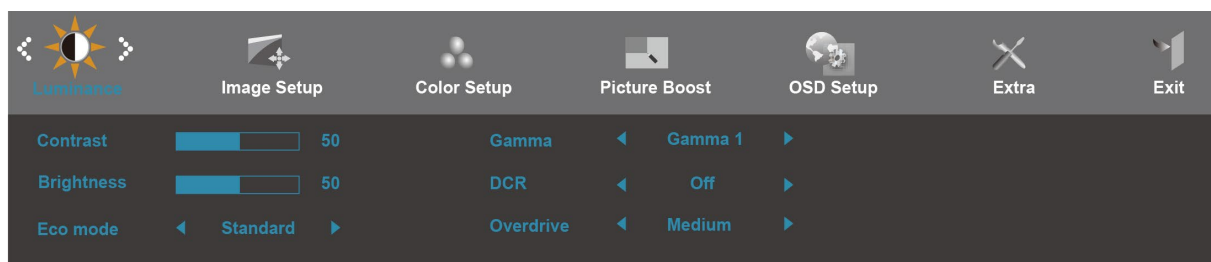 Luminance Image Setup Color Setup Picture Boost OSD Setup Extra Exit
Contrast 50 Gamma Gamma 1
Brightness 50 DCR Off
Eco mode Standard Overdrive Medium